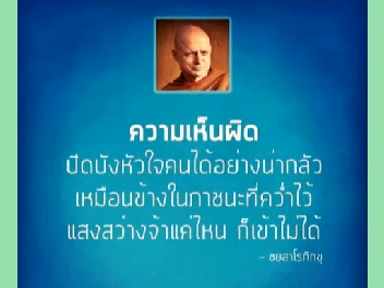 ความเห็นผิด
ปิดบังหัวใจคนได้อย่างน่ากลัว
เหมือนข้างในภาชนะที่คว่ำไว้
แสงสว่างจ้าแค่ไหน ก็เข้าไม่ได้
- ชยสาโรภิกขุ